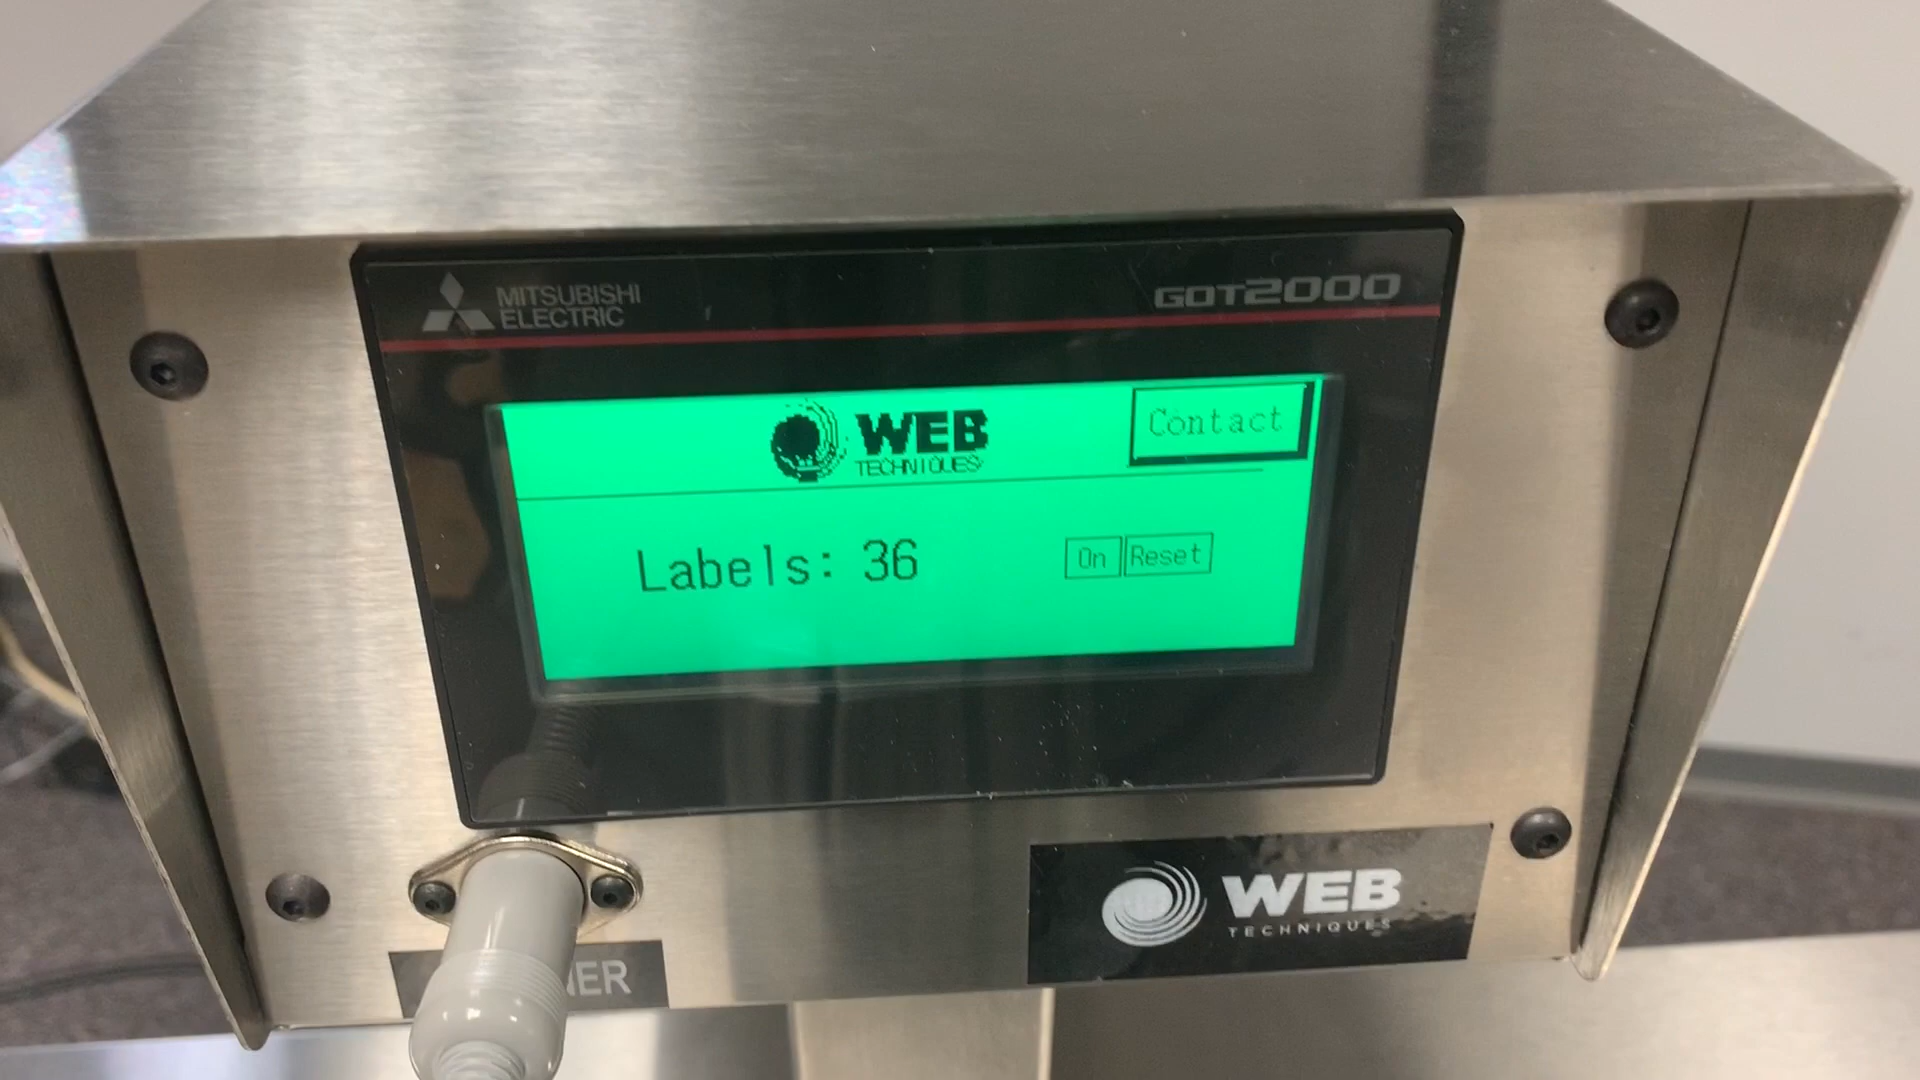 MITSUBISHI
ELECTRIC
GOT2000
WEB
TECHNIQUES
Contact
Labels: 36
On
Reset
WEB
TECHNIQUES